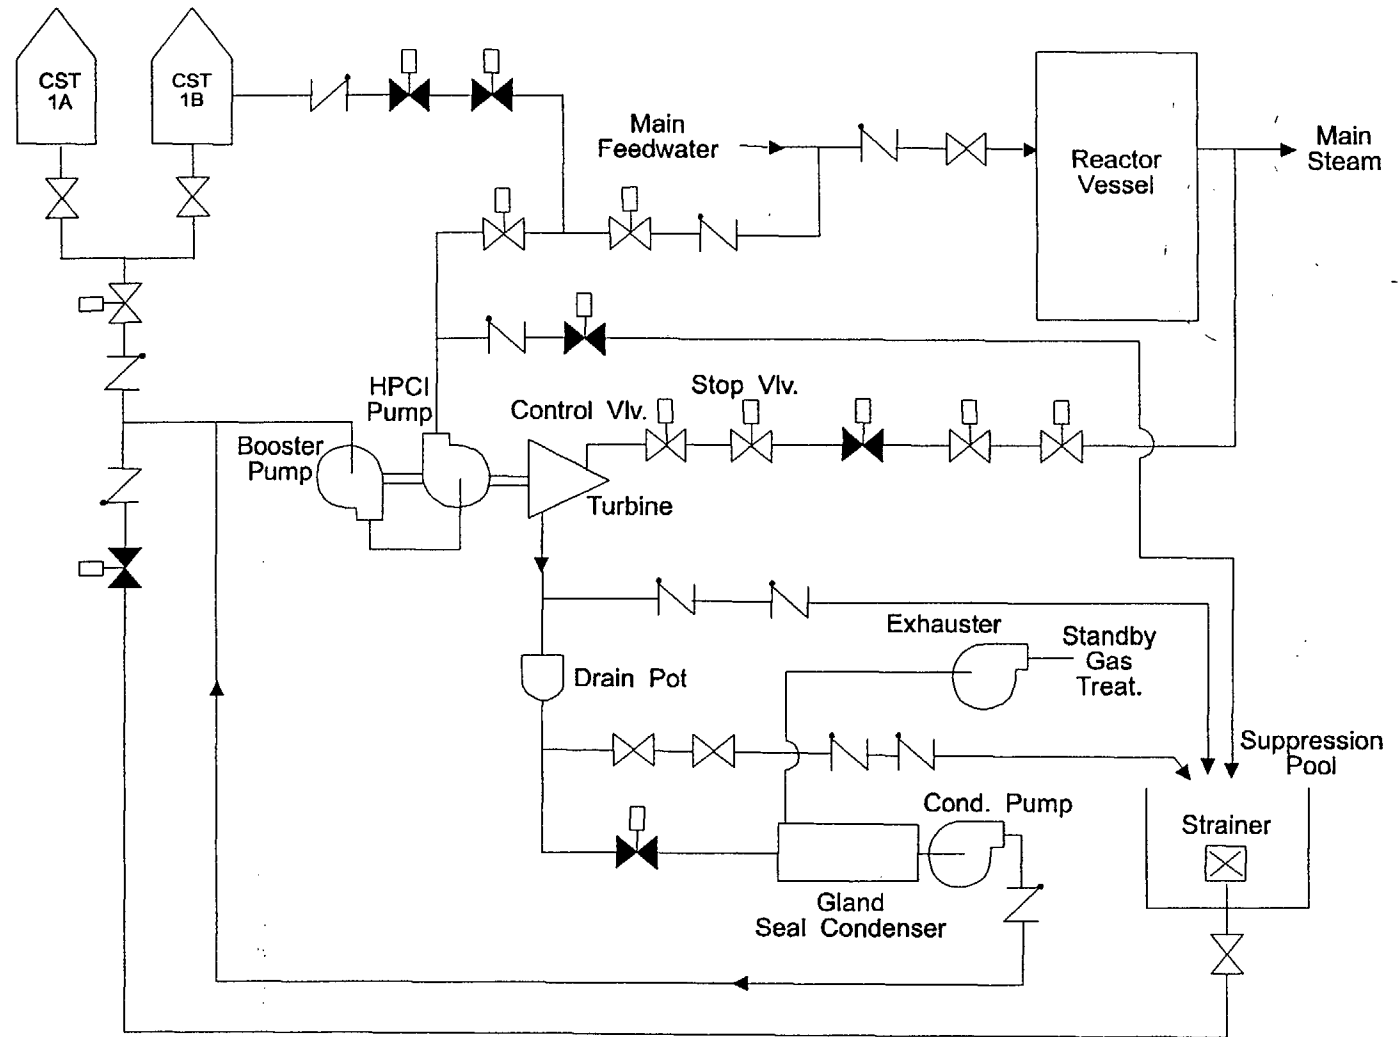 CST
1A
CST
1B
Main
Feedwater
Reactor
Vessel
Main
Steam
HPCI
Pump
Control Vlv.
Stop Vlv.
Booster
Pump
Turbine
Exhauster
Standby
Gas
Treat.
Drain Pot
Suppression
Pool
Cond. Pump
Strainer
Gland
Seal Condenser